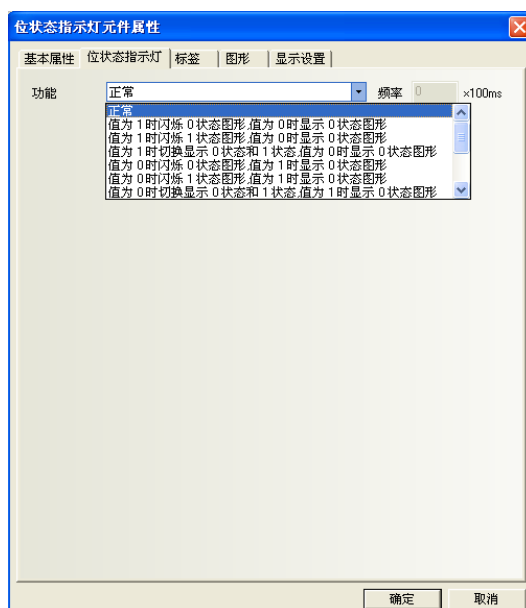 位状态指示灯元件属性
基本属性 位状态指示灯 标签 图形 显示设置
功能 正常 频率 0 ×100ms
正常
值为 1时闪烁 0状态图形,值为 0时显示 0状态图形
值为 1时闪烁 1状态图形,值为 0时显示 0状态图形
值为 1时切换显示 0状态和 1状态,值为 0时显示 0状态图形
值为 0时闪烁 0状态图形,值为 1时显示 0状态图形
值为 0时闪烁 1状态图形,值为 1时显示 0状态图形
值为 0时切换显示 0状态和 1状态,值为 1时显示 0状态图形
确定 取消